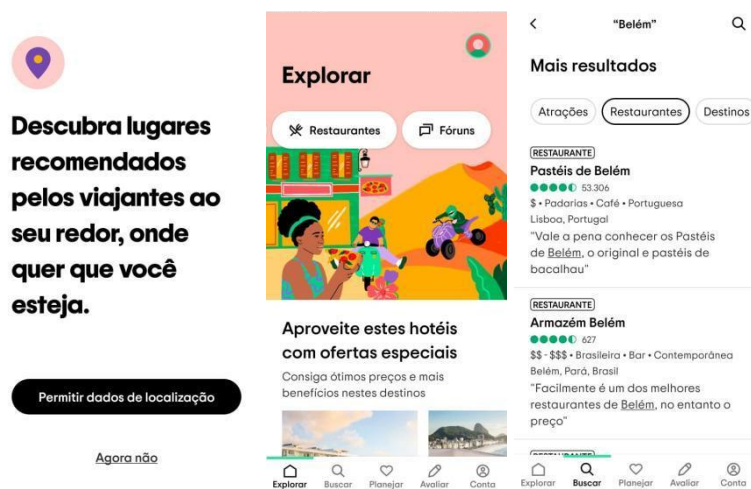 Descubra lugares
recomendados
pelos viajantes ao
seu redor, onde
quer que você
esteja.
Permitir dados de localização
Agora não
Explorar
Restaurantes
Fóruns
Aproveite estes hotéis
com ofertas especiais
Consiga ótimos preços e mais
benefícios nestes destinos
Explorar Buscar Planejar Avaliar Conta
"Belém"
Mais resultados
Atrações Restaurantes Destinos
RESTAURANTE
Pastéis de Belém
53.306
$ • Padarias • Café • Portuguesa
Lisboa, Portugal
"Vale a pena conhecer os Pastéis
de Belém, o original e pastéis de
bacalhau"
RESTAURANTE
Armazém Belém
627
$$ - $$$ • Brasileira • Bar • Contemporânea
Belém, Pará, Brasil
"Facilmente é um dos melhores
restaurantes de Belém, no entanto o
preço"
Explorar Buscar Planejar Avaliar Conta